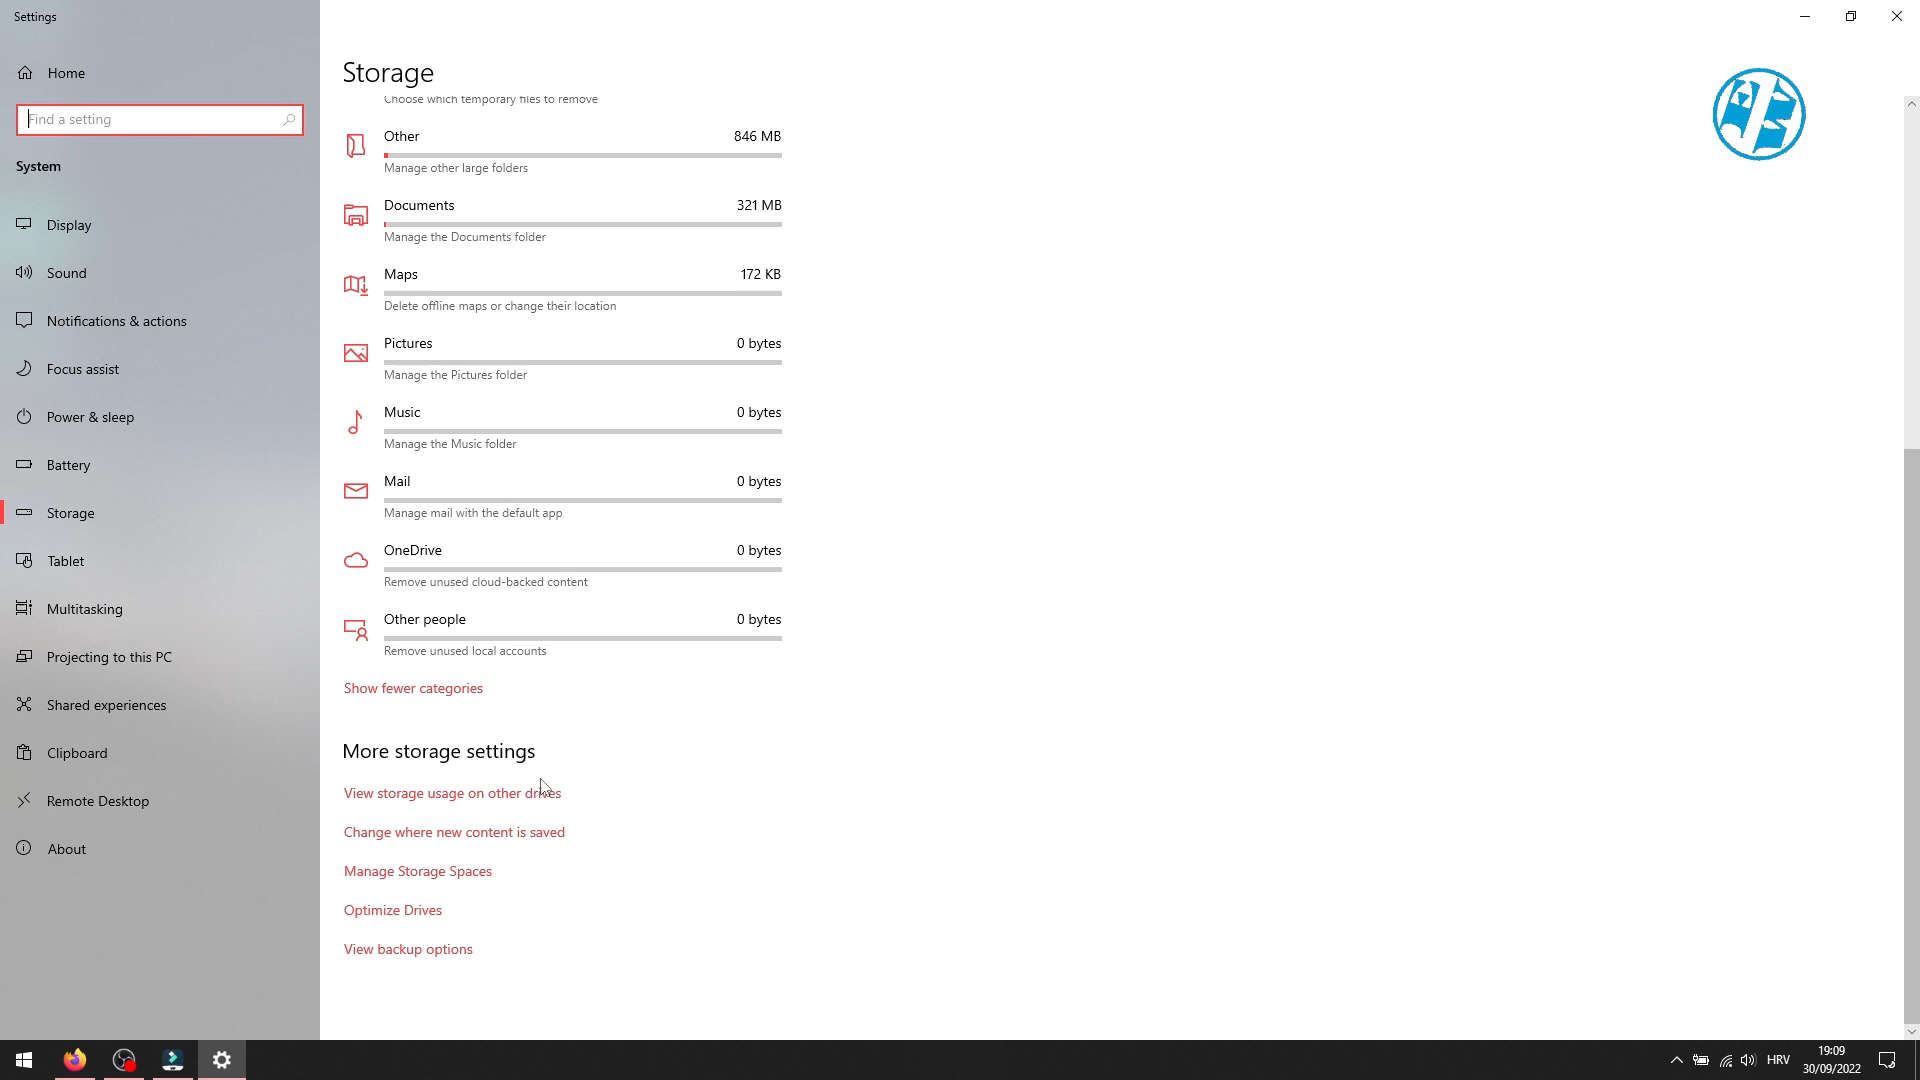 Settings
Home
Find a setting
System
Display
Sound
Notifications & actions
Focus assist
Power & sleep
Battery
Storage
Tablet
Multitasking
Projecting to this PC
Shared experiences
Clipboard
Remote Desktop
About
Storage
Choose which temporary files to remove
Other 846 MB
Manage other large folders
Documents 321 MB
Manage the Documents folder
Maps 172 KB
Delete offline maps or change their location
Pictures 0 bytes
Manage the Pictures folder
Music 0 bytes
Manage the Music folder
Mail 0 bytes
Manage mail with the default app
OneDrive 0 bytes
Remove unused cloud-backed content
Other people 0 bytes
Remove unused local accounts
Show fewer categories
More storage settings
View storage usage on other drives
Change where new content is saved
Manage Storage Spaces
Optimize Drives
View backup options
HRV
19:09
30/09/2022